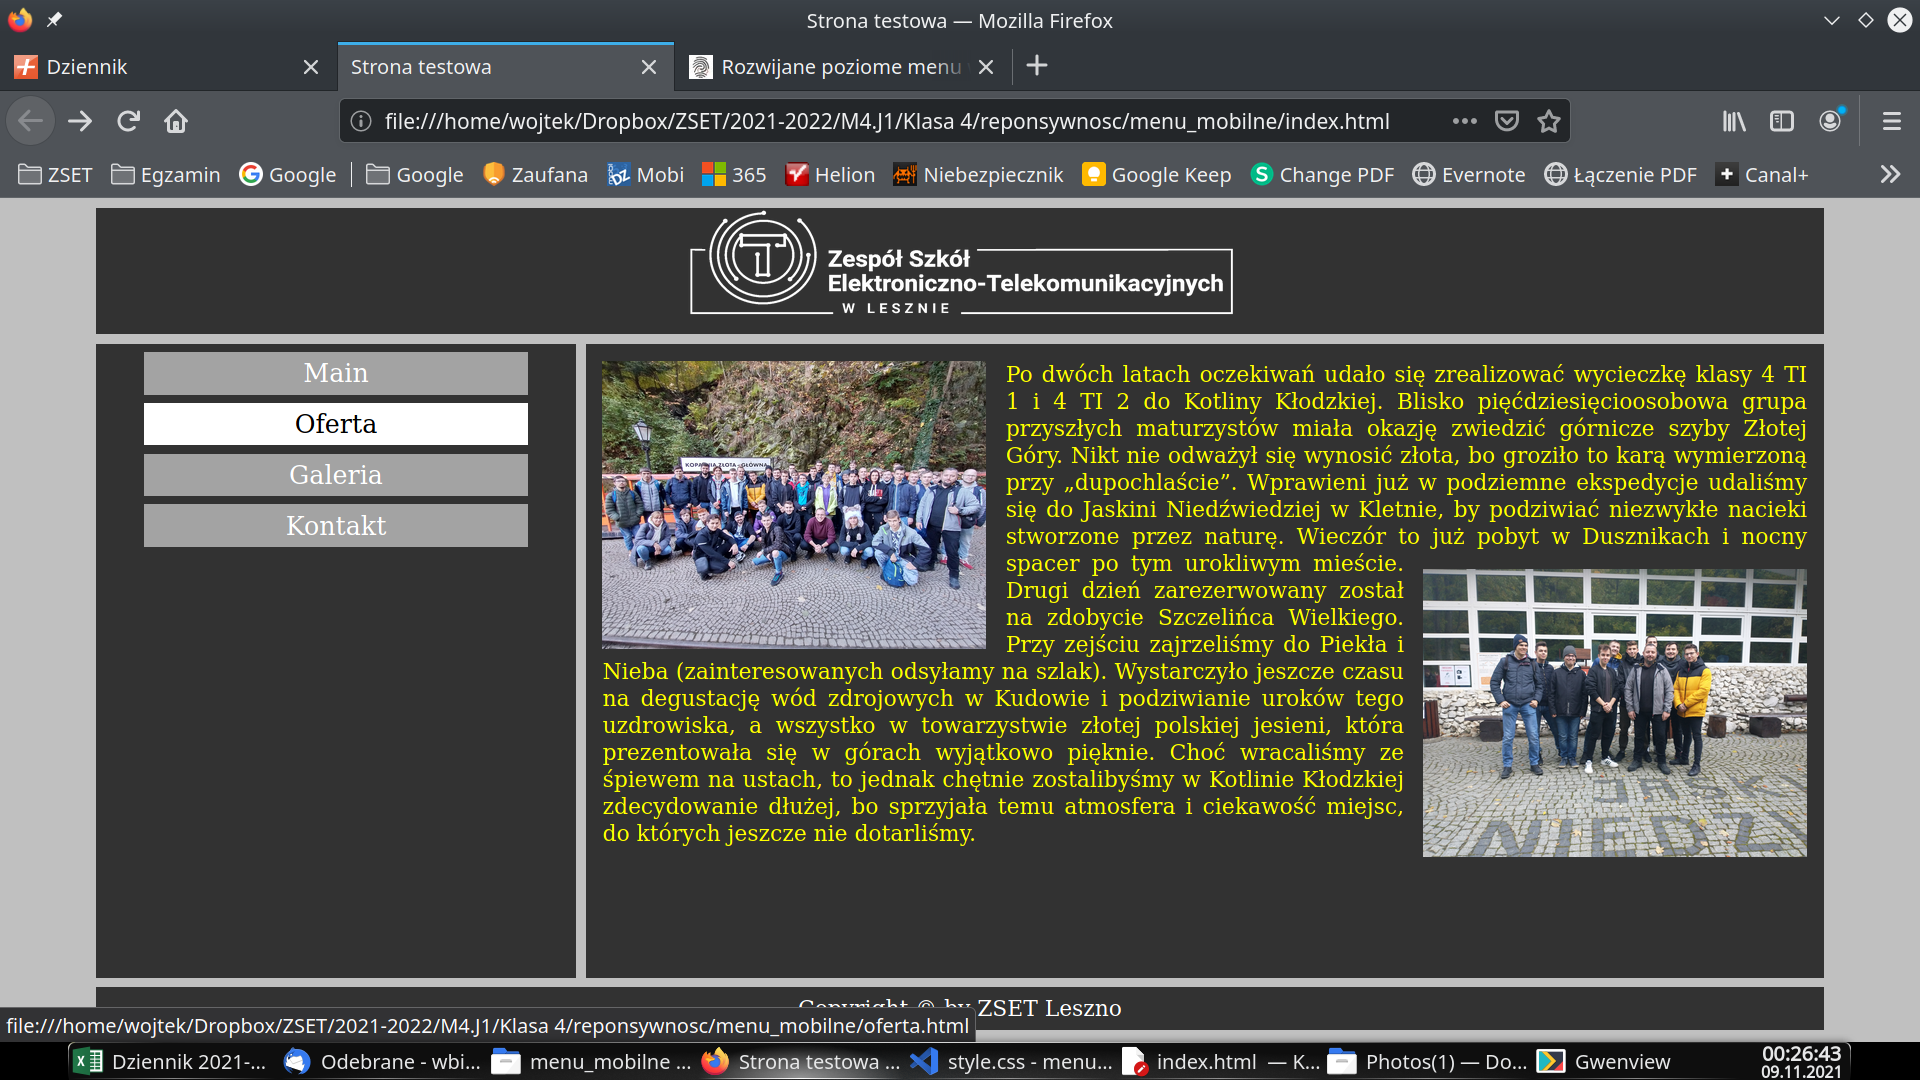 Strona testowa — Mozilla Firefox
Dziennik
Strona testowa
Rozwijane poziome menu
file:///home/wojtek/Dropbox/ZSET/2021-2022/M4.J1/Klasa 4/reponsywnosc/menu_mobilne/index.html
ZSET Egzamin Google Google Zaufana Mobi 365 Helion Niebezpiecznik Google Keep Change PDF Evernote Łączenie PDF Canal+
Zespół Szkół
Elektroniczno-Telekomunikacyjnych
W LESZNIE
Main
Oferta
Galeria
Kontakt
KOPALNIA ZŁOTA - GŁÓWNA
Po dwóch latach oczekiwań udało się zrealizować wycieczkę klasy 4 TI
1 i 4 TI 2 do Kotliny Kłodzkiej. Blisko pięćdziesięcioosobowa grupa
przyszłych maturzystów miała okazję zwiedzić górnicze szyby Złotej
Góry. Nikt nie odważył się wynosić złota, bo groziło to karą wymierzoną
przy „dupochlaście”. Wprawieni już w podziemne ekspedycje udaliśmy
się do Jaskini Niedźwiedziej w Kletnie, by podziwiać niezwykłe nacieki
stworzone przez naturę. Wieczór to już pobyt w Dusznikach i nocny
spacer po tym urokliwym mieście.
Drugi dzień zarezerwowany został
na zdobycie Szczelińca Wielkiego.
Przy zejściu zajrzeliśmy do Piekła i
Nieba (zainteresowanych odsyłamy na szlak). Wystarczyło jeszcze czasu
na degustację wód zdrojowych w Kudowie i podziwianie uroków tego
uzdrowiska, a wszystko w towarzystwie złotej polskiej jesieni, która
prezentowała się w górach wyjątkowo pięknie. Choć wracaliśmy ze
śpiewem na ustach, to jednak chętnie zostalibyśmy w Kotlinie Kłodzkiej
zdecydowanie dłużej, bo sprzyjała temu atmosfera i ciekawość miejsc,
do których jeszcze nie dotarliśmy.
JASKI
NIEDZY
Copyright © by ZSET Leszno
file:///home/wojtek/Dropbox/ZSET/2021-2022/M4.J1/Klasa 4/reponsywnosc/menu_mobilne/oferta.html
Dziennik 2021-... Odebrane - wbi... menu_mobilne ... Strona testowa ... style.css - menu... index.html — K... Photos(1) — Do... Gwenview
00:26:43
09.11.2021